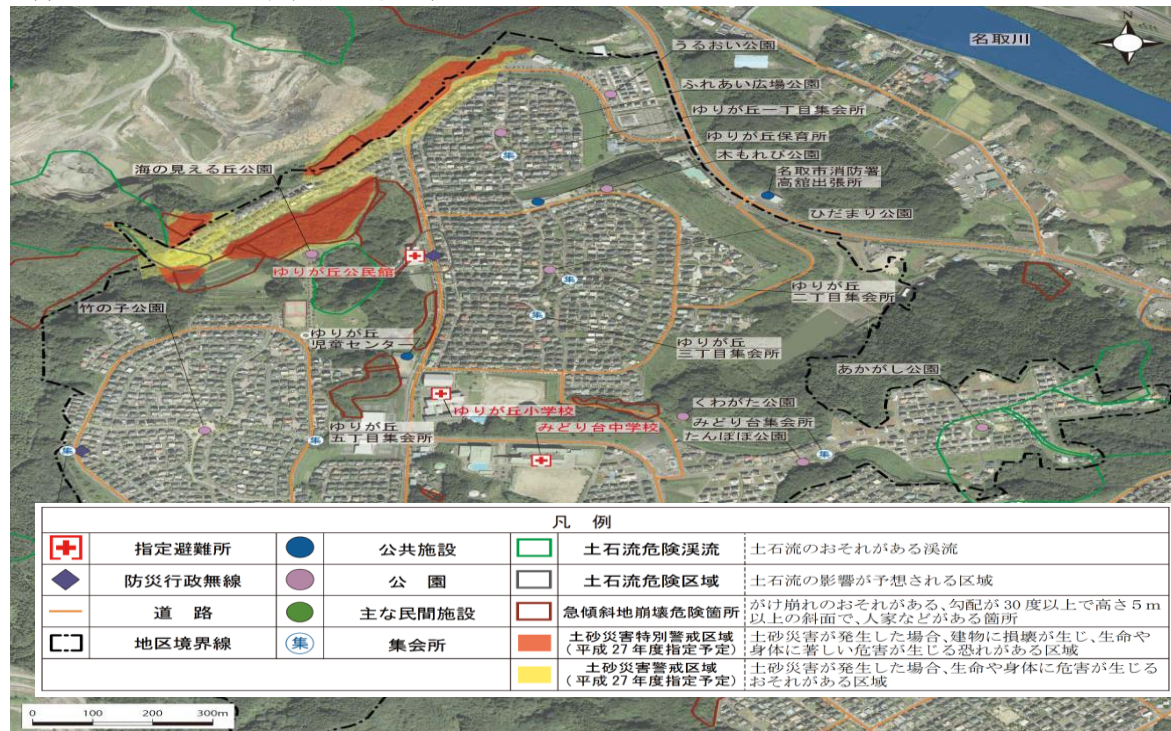 うるおい公園
名取川
N
ふれあい広場公園
ゆりが丘一丁目集会所
ゆりが丘保育所
木もれび公園
海の見える丘公園
集
名取市消防署
高舘出張所
ひだまり公園
ゆりが丘公民館
竹の子公園
集
ゆりが丘
二丁目集会所
集
ゆりが丘
児童センター
ゆりが丘
三丁目集会所
あかがし公園
ゆりが丘小学校
くわがた公園
みどり台中学校
みどり台集会所
ゆりが丘
五丁目集会所
たんぽぽ公園
集
集
集
凡 例
指定避難所
公共施設
土石流危険渓流
土石流のおそれがある渓流
防災行政無線
公 園
土石流危険区域
土石流の影響が予想される区域
道 路
主な民間施設
急傾斜地崩壊危険箇所
がけ崩れのおそれがある、勾配が30度以上で高さ5m
以上の斜面で、人家などがある箇所
地区境界線
集
集会所
土砂災害特別警戒区域
(平成27年度指定予定)
土砂災害が発生した場合、建物に損壊が生じ、生命や
身体に著しい危害が生じる恐れがある区域
土砂災害警戒区域
(平成27年度指定予定)
土砂災害が発生した場合、生命や身体に危害が生じる
おそれがある区域
0 100 200 300m